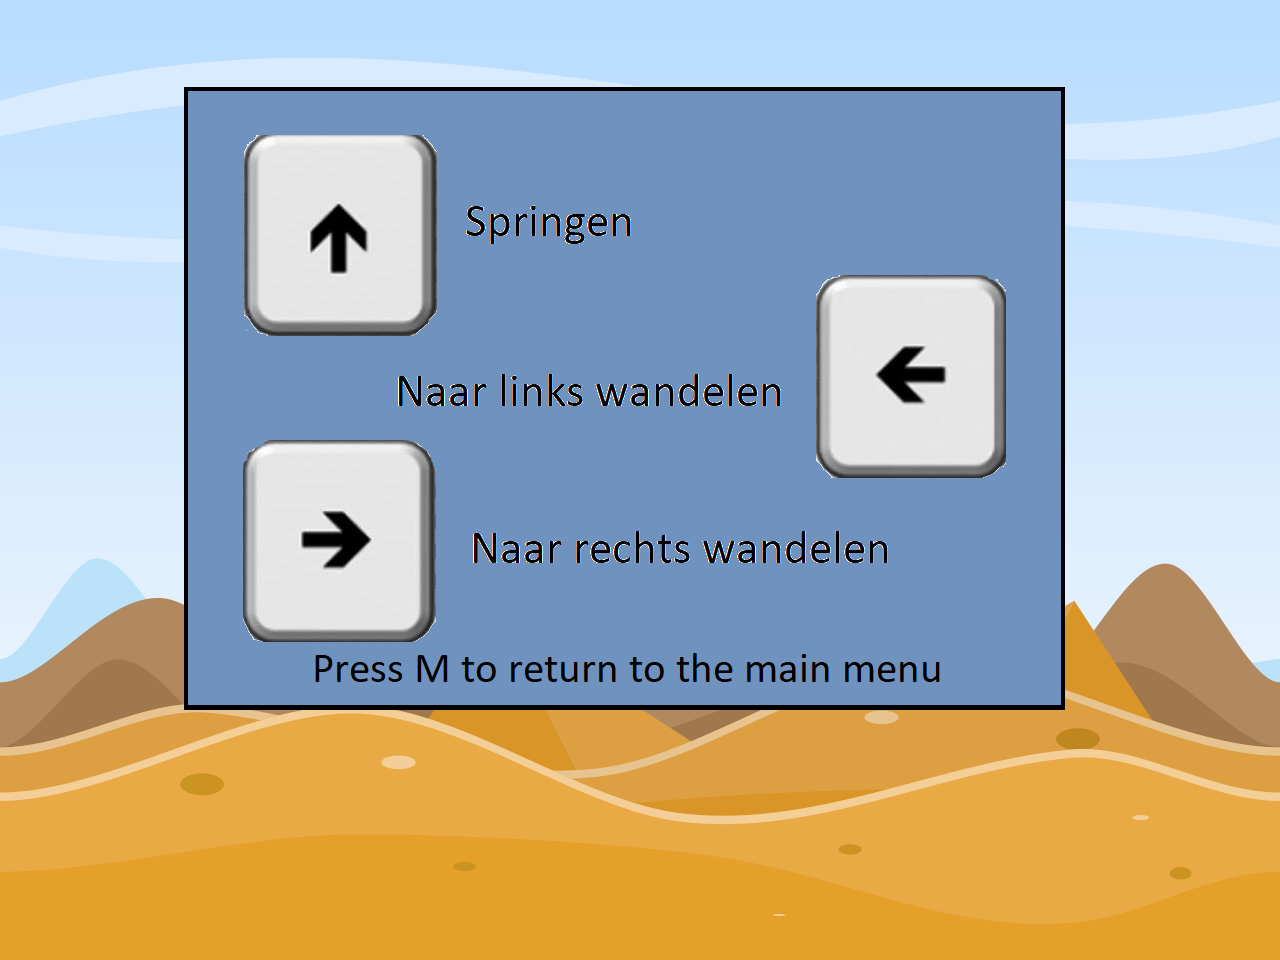 Springen
Naar links wandelen
Naar rechts wandelen
Press M to return to the main menu